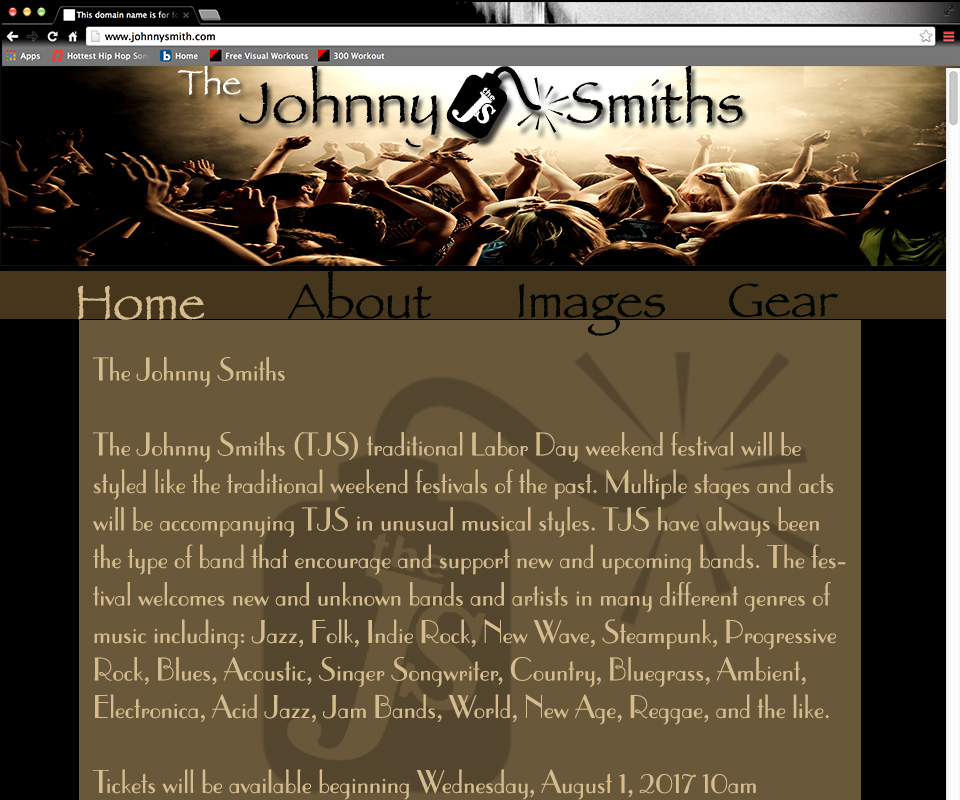 This domain name is for fo
www.johnnysmith.com
Apps Hottest Hip Hop Son Home Free Visual Workouts 300 Workout
The Johnny the JS Smiths
Home About Images Gear
The Johnny Smiths
The Johnny Smiths (TJS) traditional Labor Day weekend festival will be
styled like the traditional weekend festivals of the past. Multiple stages and acts
will be accompanying TJS in unusual musical styles. TJS have always been
the type of band that encourage and support new and upcoming bands. The fes-
tival welcomes new and unknown bands and artists in many different genres of
music including: Jazz, Folk, Indie Rock, New Wave, Steampunk, Progressive
Rock, Blues, Acoustic, Singer Songwriter, Country, Bluegrass, Ambient,
Electronica, Acid Jazz, Jam Bands, World, New Age, Reggae, and the like.
the
JS
Tickets will be available beginning Wednesday, August 1, 2017 10am